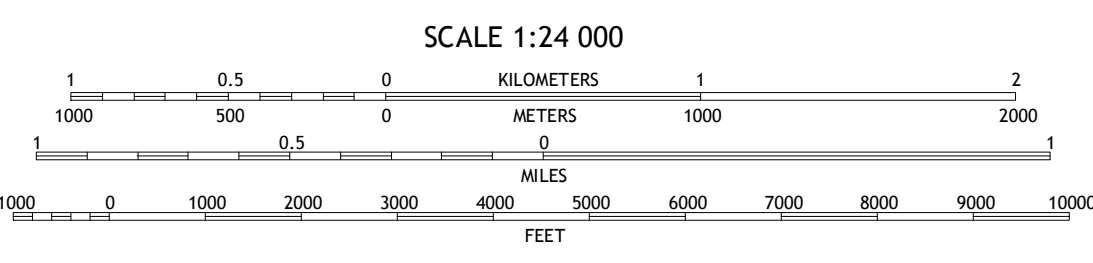 SCALE 1:24 000
1 0.5 0 KILOMETERS 1 2
1000 500 0 METERS 1000 2000
1 0.5 0 1
MILES
1000 0 1000 2000 3000 4000 5000 6000 7000 8000 9000 10000
FEET